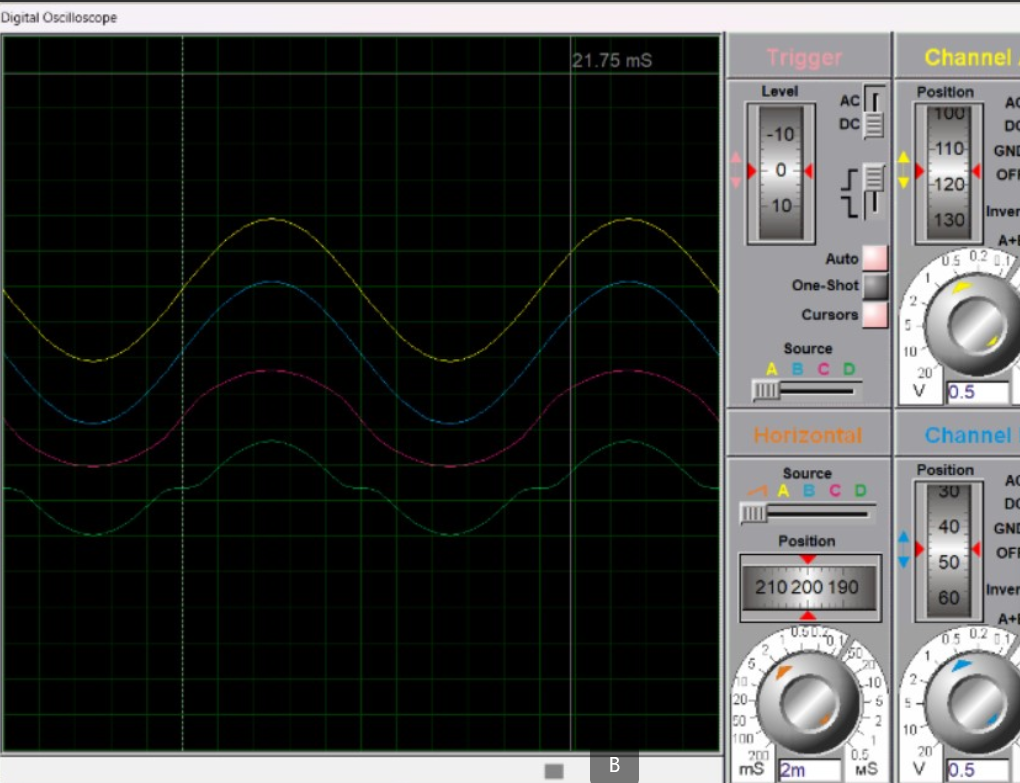 Digital Oscilloscope
21.75 mS
Trigger
Level
-10
0
10
AC
DC
Auto
One-Shot
Cursors
Source
A B C D
Channel
Position
100
110
120
130
AC
DC
GND
OFF
Inver
A+B
20 10 5 2 1 0.5 0.2 0.1
V 0.5
Horizontal
Source
A B C D
Position
210 200 190
200 100 50 20 10 5 2 1 0.5 0.2 0.1 50 20 10 5 2 1 0.5
mS 2m µS
Channel
Position
30
40
50
60
AC
DC
GND
OFF
Inver
A+B
20 10 5 2 1 0.5 0.2 0.1
V 0.5
B